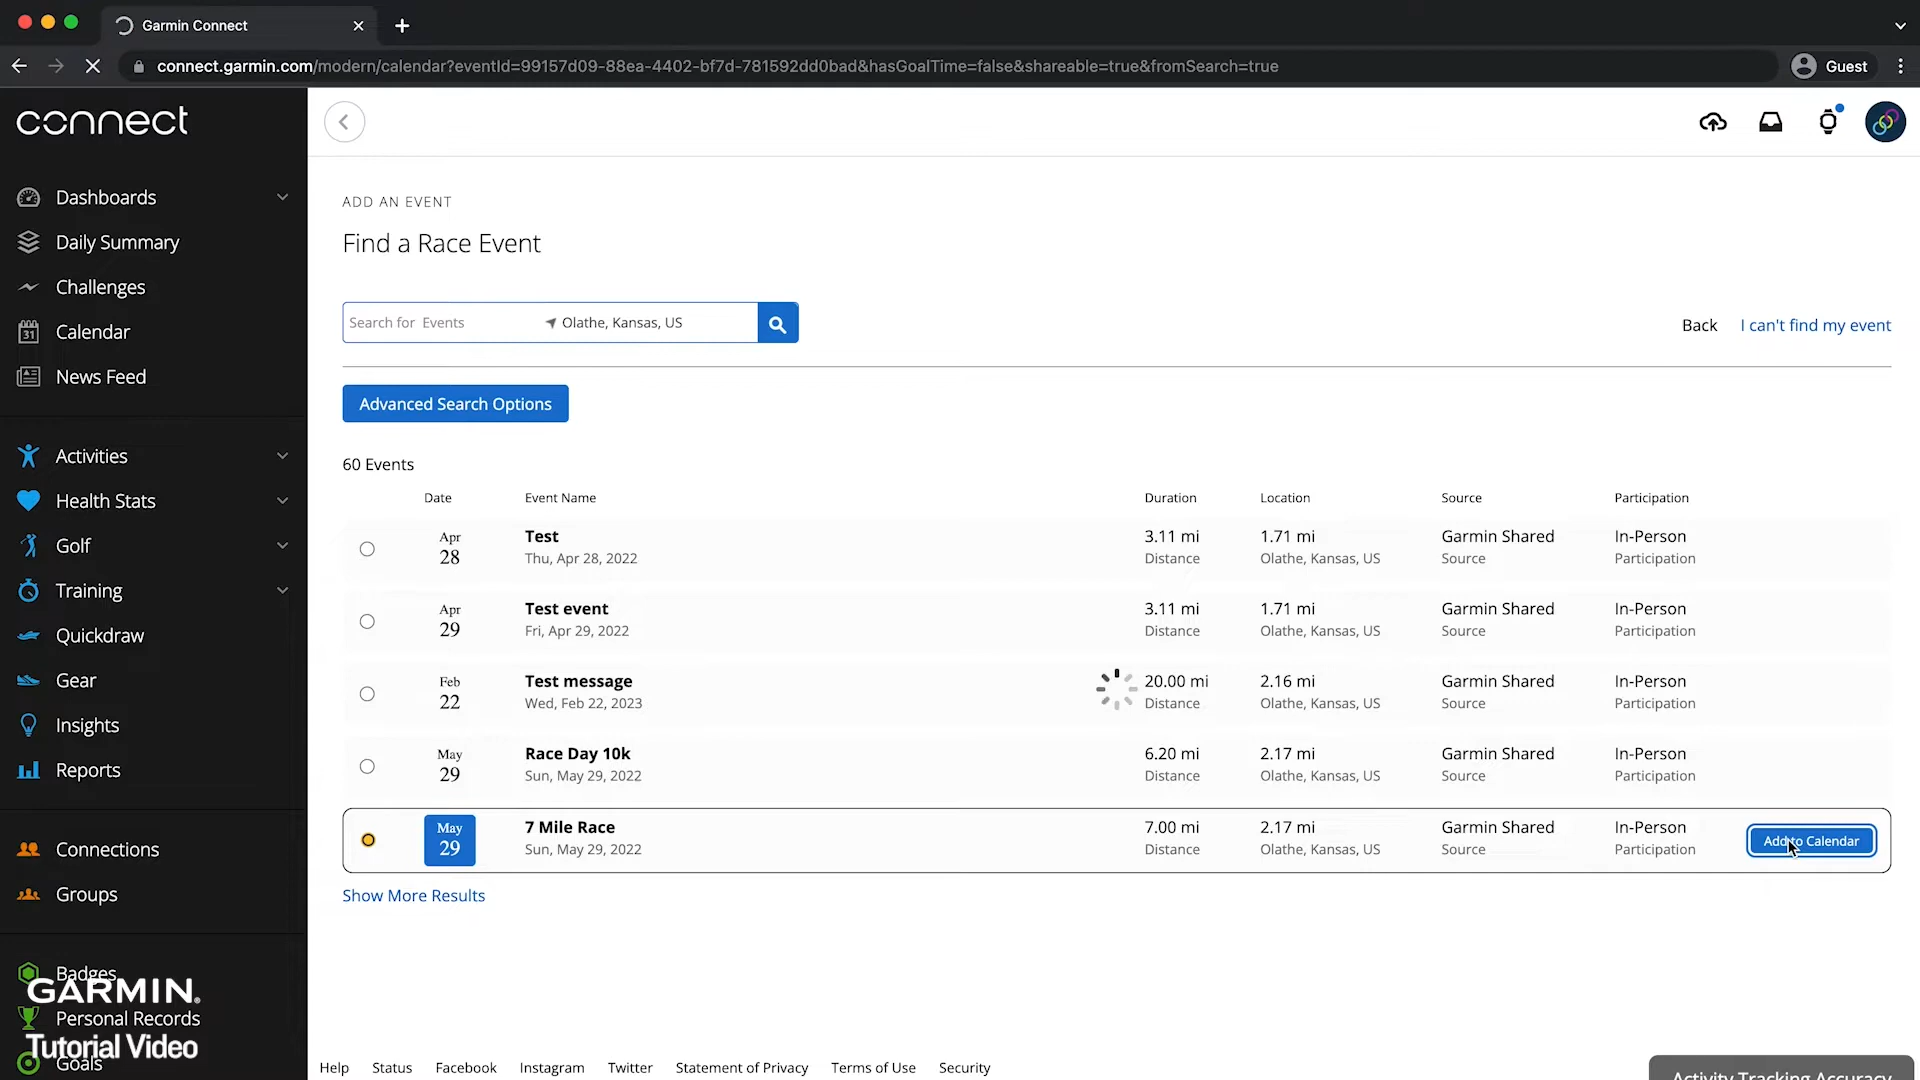 Garmin Connect
connect.garmin.com/modern/calendar?eventId=99157d09-88ea-4402-bf7d-781592dd0bad&hasGoalTime=false&shareable=true&fromSearch=true
Guest
connect
Dashboards
Daily Summary
Challenges
31 Calendar
News Feed
Activities
Health Stats
Golf
Training
Quickdraw
Gear
Insights
Reports
Connections
Groups
Badges
GARMIN.
Personal Records
Tutorial Video
Goals
ADD AN EVENT
Find a Race Event
Search for Events Olathe, Kansas, US
Back I can't find my event
Advanced Search Options
60 Events
Date Event Name Duration Location Source Participation
Apr 28 Test 3.11 mi 1.71 mi Garmin Shared In-Person
Thu, Apr 28, 2022 Distance Olathe, Kansas, US Source Participation
Apr 29 Test event 3.11 mi 1.71 mi Garmin Shared In-Person
Fri, Apr 29, 2022 Distance Olathe, Kansas, US Source Participation
Feb 22 Test message 20.00 mi 2.16 mi Garmin Shared In-Person
Wed, Feb 22, 2023 Distance Olathe, Kansas, US Source Participation
May 29 Race Day 10k 6.20 mi 2.17 mi Garmin Shared In-Person
Sun, May 29, 2022 Distance Olathe, Kansas, US Source Participation
May 29 7 Mile Race 7.00 mi 2.17 mi Garmin Shared In-Person
Sun, May 29, 2022 Distance Olathe, Kansas, US Source Participation
Add to Calendar
Show More Results
Help Status Facebook Instagram Twitter Statement of Privacy Terms of Use Security
Activity Tracking Accuracy